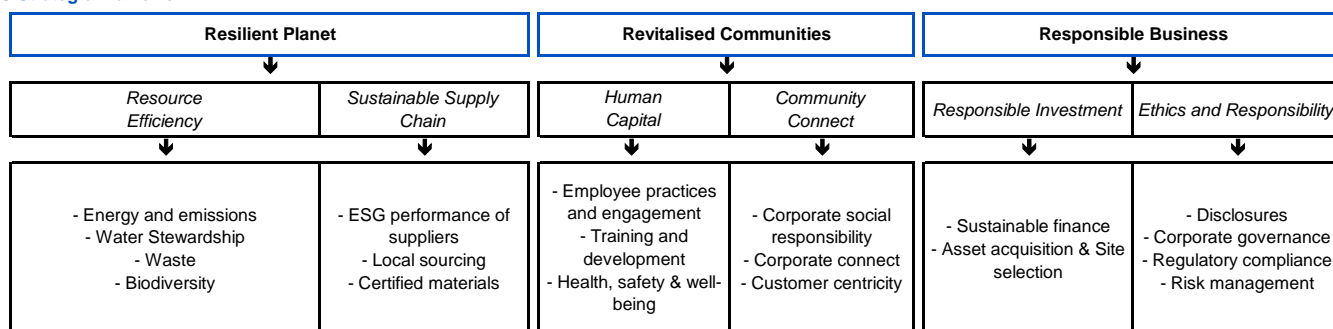 Resilient Planet
Revitalised Communities
Responsible Business
Resource
Efficiency
Sustainable Supply
Chain
Human
Capital
Community
Connect
Responsible Investment
Ethics and Responsibility
- Energy and emissions
- Water Stewardship
- Waste
- Biodiversity
- ESG performance of
suppliers
- Local sourcing
- Certified materials
- Employee practices
and engagement
- Training and
development
- Health, safety & well-
being
- Corporate social
responsibility
- Corporate connect
- Customer centricity
- Sustainable finance
- Asset acquisition & Site
selection
- Disclosures
- Corporate governance
- Regulatory compliance
- Risk management